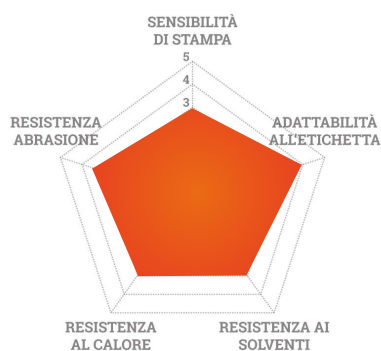 SENSIBILITÀ
DI STAMPA
5
4
3
RESISTENZA
ABRASIONE
ADATTABILITÀ
ALL'ETICHETTA
RESISTENZA
AL CALORE
RESISTENZA AI
SOLVENTI